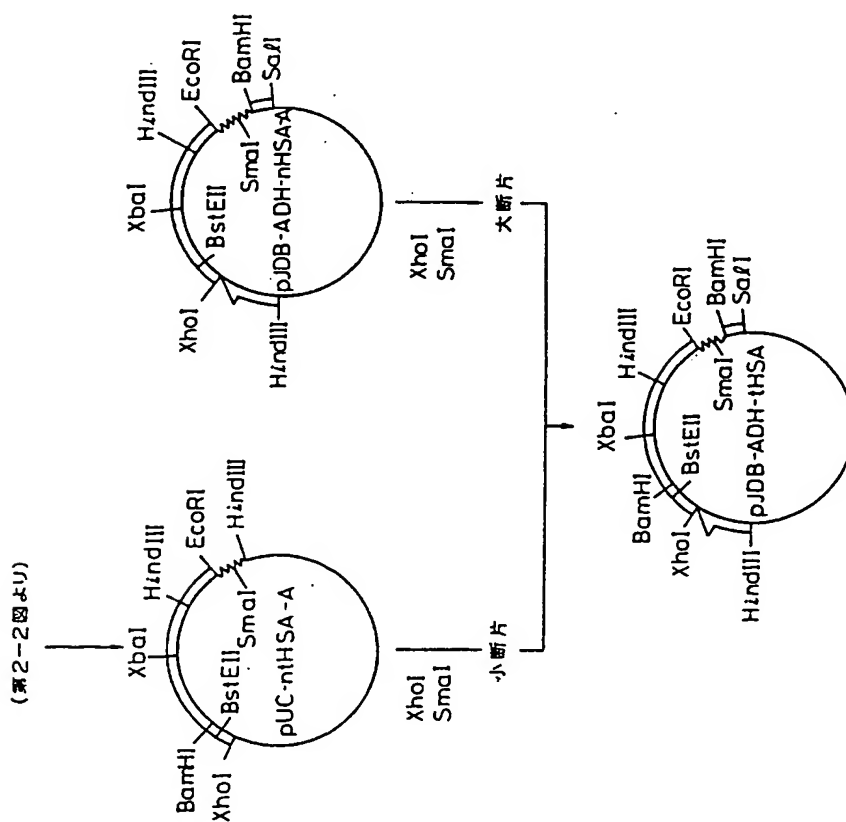 (第2-2図より)
XbaI
HindIII
EcoRI
BamHI
XhoI
BstEII
SmaI
HindIII
pUC-ntHSA-A
XhoI
SmaI
小断片
XbaI
HindIII
EcoRI
BamHI
SalI
XhoI
BstEII
SmaI
pJDB-ADH-nHSA-A
HindIII
XhoI
SmaI
大断片
XbaI
HindIII
EcoRI
BamHI
BamHI
SalI
XhoI
BstEII
SmaI
pJDB-ADH-tHSA
HindIII